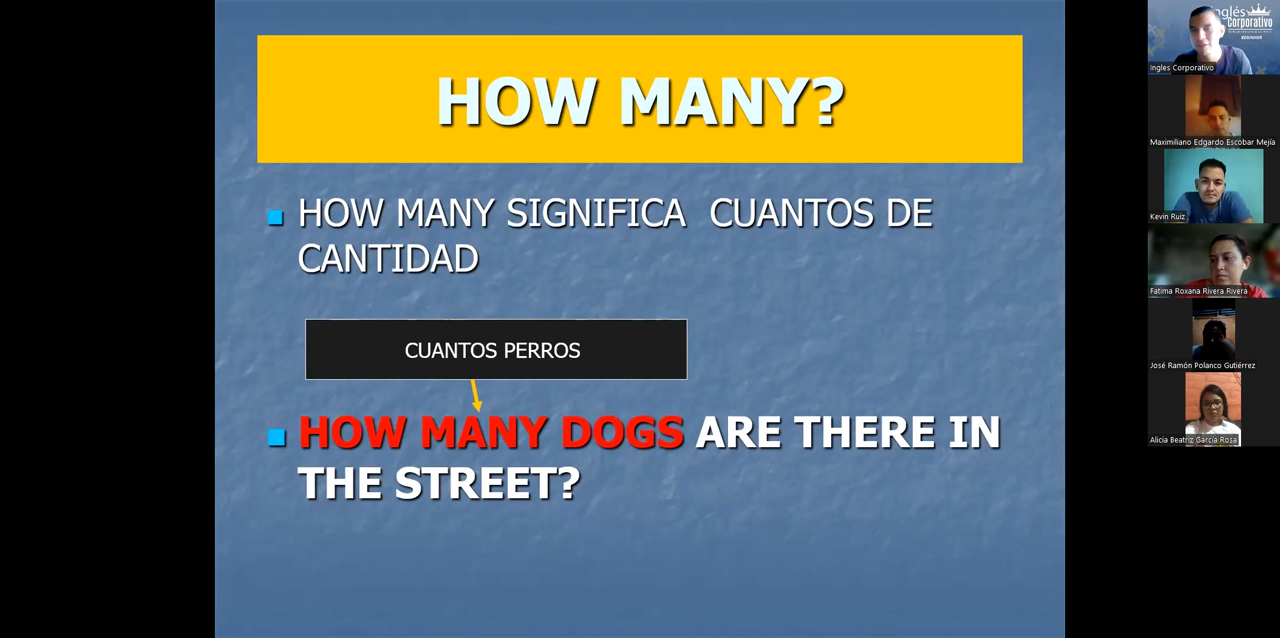 HOW MANY?
HOW MANY SIGNIFICA CUANTOS DE
CANTIDAD
CUANTOS PERROS
HOW MANY DOGS ARE THERE IN
THE STREET?
inglés
Corporativo
BEGINNER
Ingles Corporativo
Maximiliano Edgardo Escobar Mejía
Kevin Ruiz
Fatima Roxana Rivera Rivera
José Ramón Polanco Gutiérrez
Alicia Beatriz Garcia Rosa